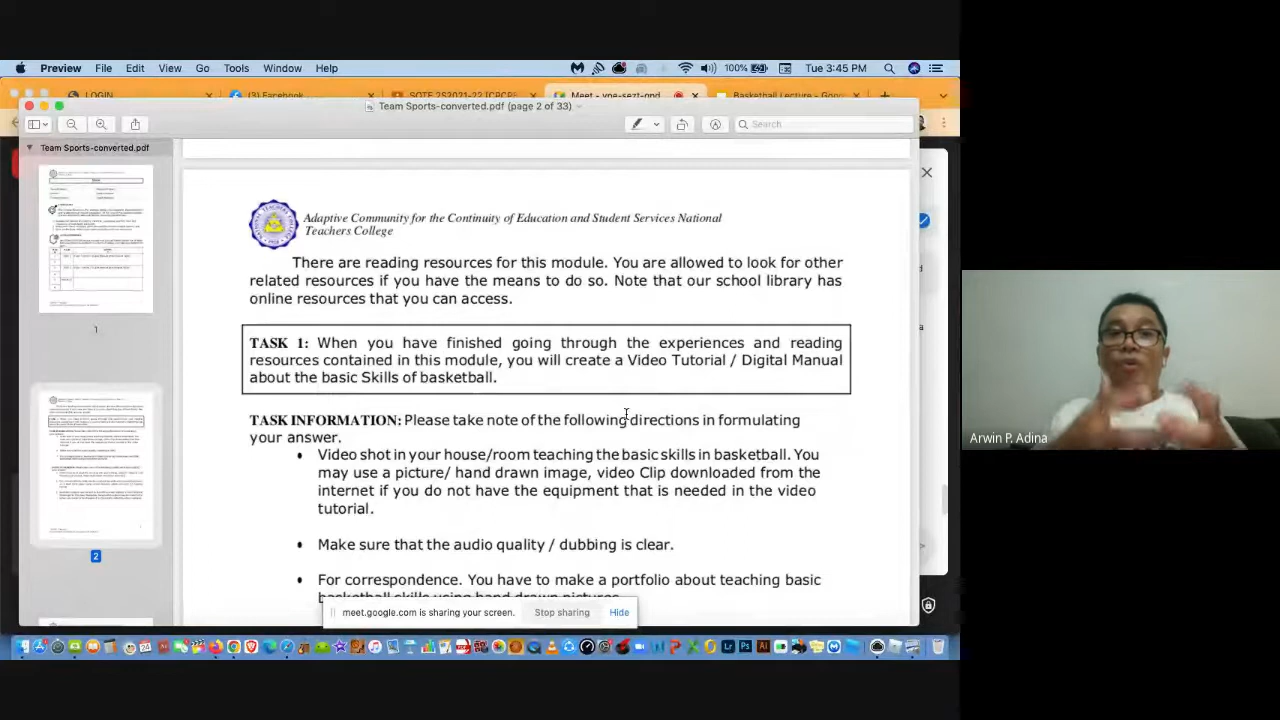 Preview File Edit View Go Tools Window Help 100% Tue 3:45 PM
LOGIN
Team Sports-converted.pdf (page 2 of 33)
Search
Team Sports-converted.pdf
Adaptive Community for the Continuity of Education and Student Services National
Teachers College
There are reading resources for this module. You are allowed to look for other
related resources if you have the means to do so. Note that our school library has
online resources that you can access.
TASK 1: When you have finished going through the experiences and reading
resources contained in this module, you will create a Video Tutorial / Digital Manual
about the basic Skills of basketball.
TASK INFORMATION: Please take note of the following directions in formulating
your answer.
• Video shot in your house/room teaching the basic skills in basketball. You
may use a picture/ hand drawn image, video Clip downloaded from the
internet if you do not have the equipment that is needed in the video
tutorial.
• Make sure that the audio quality / dubbing is clear.
• For correspondence. You have to make a portfolio about teaching basic
basketball skills using hand drawn pictures
meet.google.com is sharing your screen. Stop sharing Hide
1
2
Arwin P. Adina